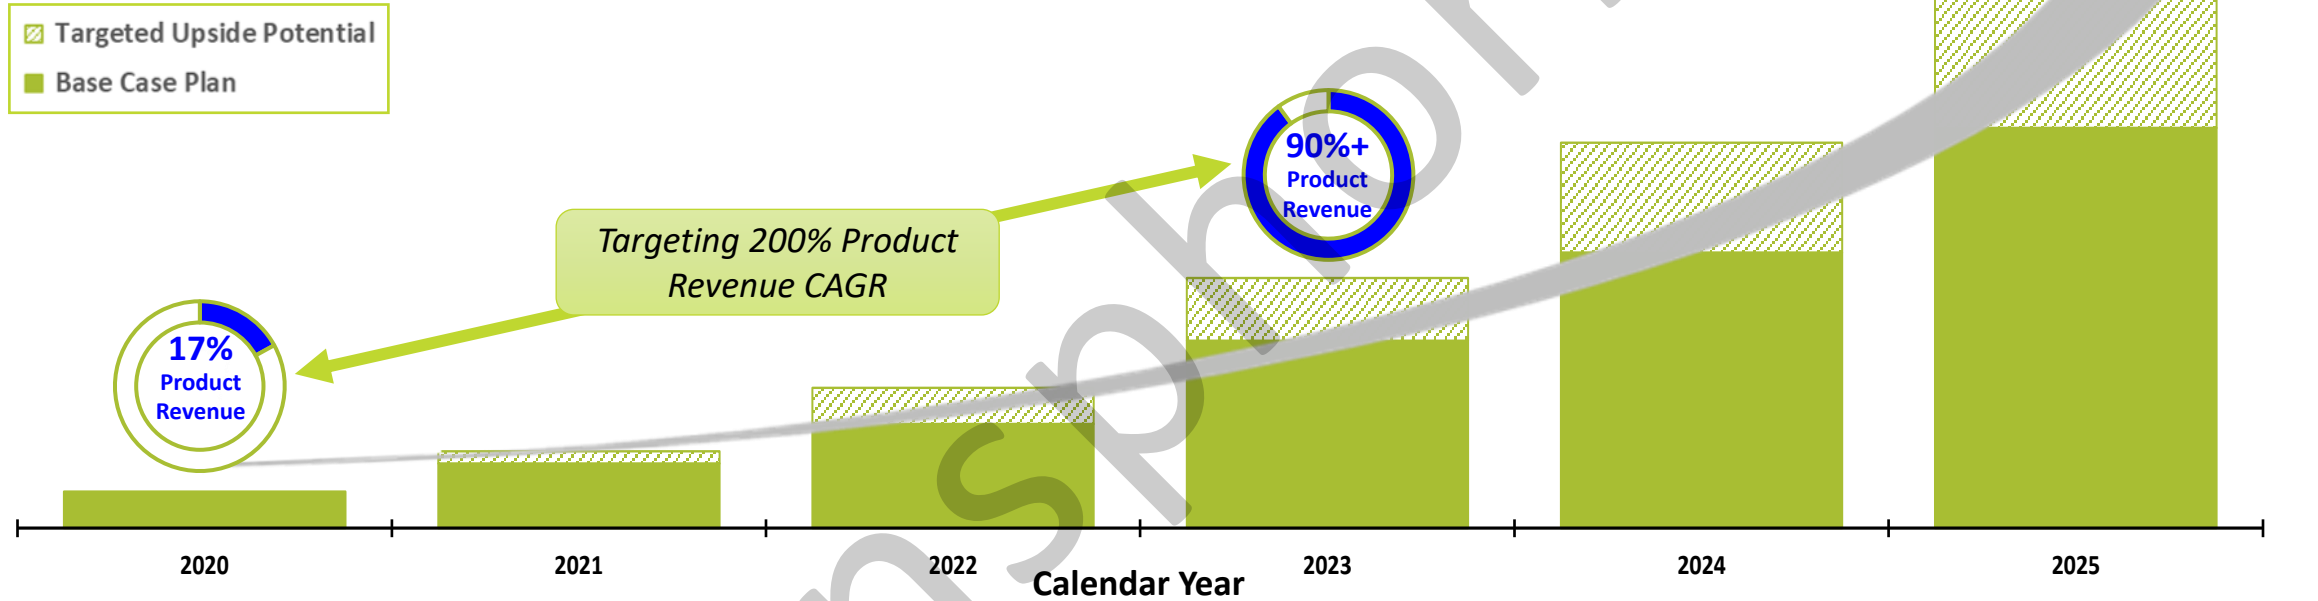 Targeted Upside Potential
Base Case Plan
90%+
Product
Revenue
Targeting 200% Product
Revenue CAGR
17%
Product
Revenue
2020
2021
2022
2023
2024
2025
Calendar Year